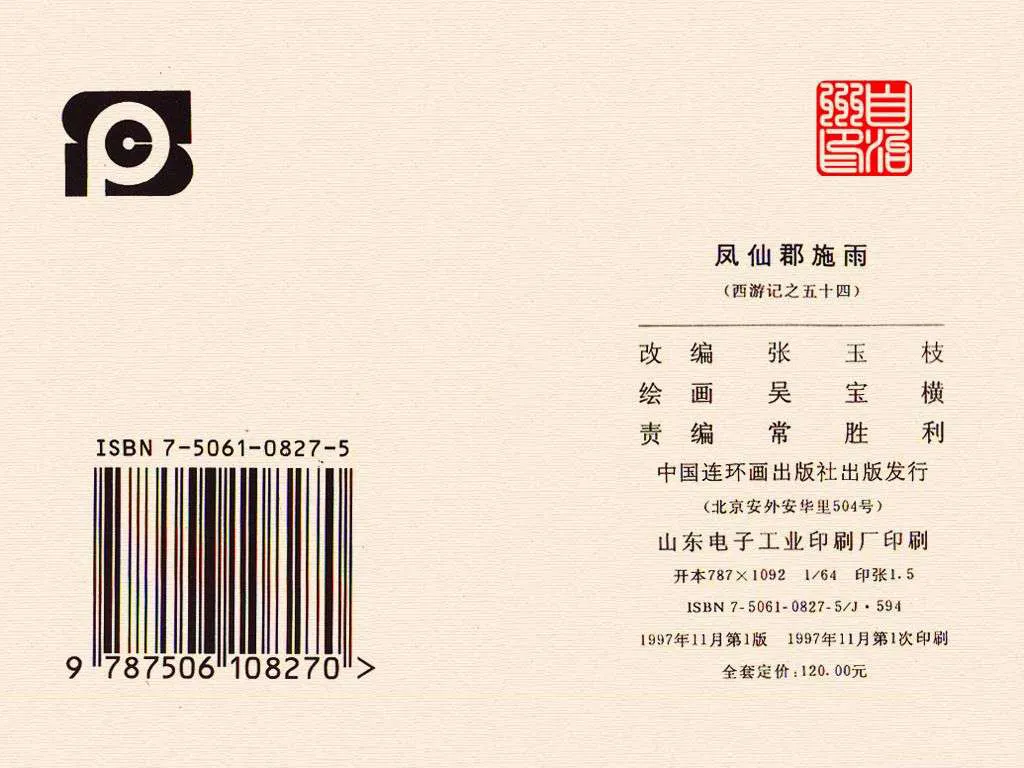 自治
州印
凤仙郡施雨
（西游记之五十四）
改编 张玉枝
绘画 吴宝横
责编 常胜利
中国连环画出版社出版发行
（北京安外安华里504号）
山东电子工业印刷厂印刷
开本787×1092 1/64 印张1.5
ISBN 7-5061-0827-5/J·594
1997年11月第1版 1997年11月第1次印刷
全套定价：120.00元
ISBN 7-5061-0827-5
9 787506 108270 >